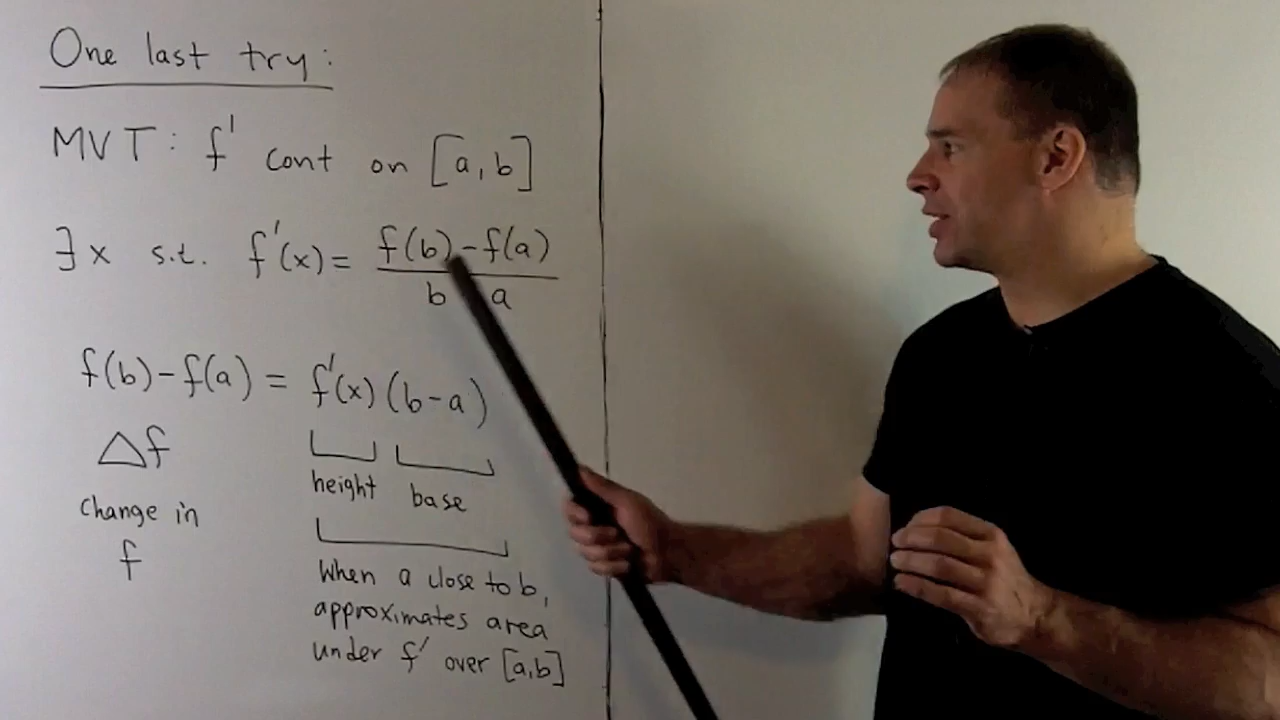 One last try:
MVT: f' cont on [a,b]
∃x s.t. f'(x) = f(b)-f(a)
b a
f(b)-f(a) = f'(x)(b-a)
Δf
height base
change in
f
When a close to b,
approximates area
under f' over [a,b]